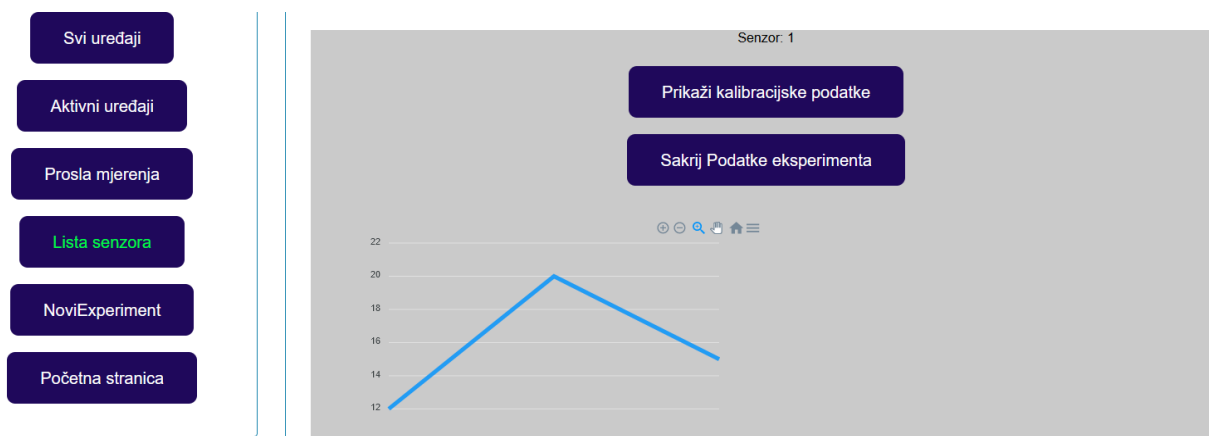 Svi uređaji
Aktivni uređaji
Prosla mjerenja
Lista senzora
NoviExperiment
Početna stranica
Senzor: 1
Prikaži kalibracijske podatke
Sakrij Podatke eksperimenta
22
20
18
16
14
12